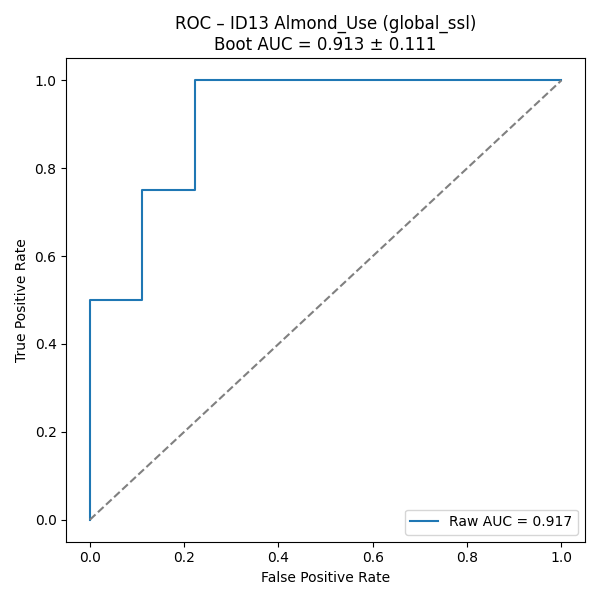 ROC – ID13 Almond_Use (global_ssl)
Boot AUC = 0.913 ± 0.111
True Positive Rate
1.0
0.8
0.6
0.4
0.2
0.0
Raw AUC = 0.917
0.0 0.2 0.4 0.6 0.8 1.0
False Positive Rate